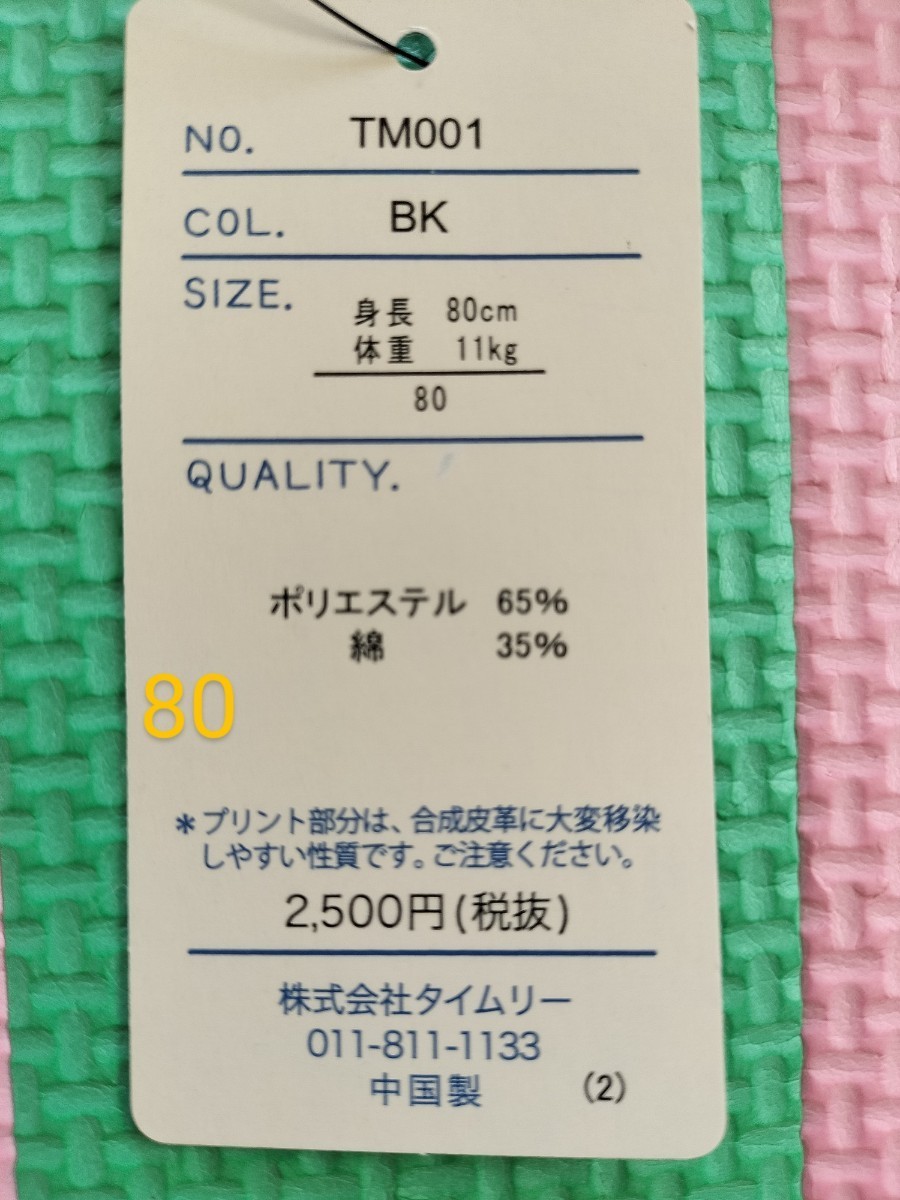 NO. TM001
COL. BK
SIZE. 身長 80cm
体重 11kg
80
QUALITY.
ポリエステル 65%
綿 35%
80
＊プリント部分は、合成皮革に大変移染
しやすい性質です。ご注意ください。
2,500円(税抜)
株式会社タイムリー
011-811-1133
中国製 (2)